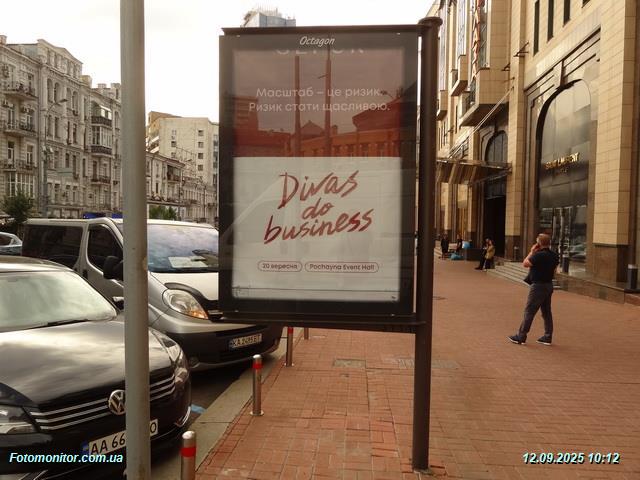 Octagon
Масштаб – це ризик.
Ризик стати щасливою.
Divas
do
business
20 вересня
Pochayna Event Hall
Fotomonitor.com.ua
12.09.2025 10:12